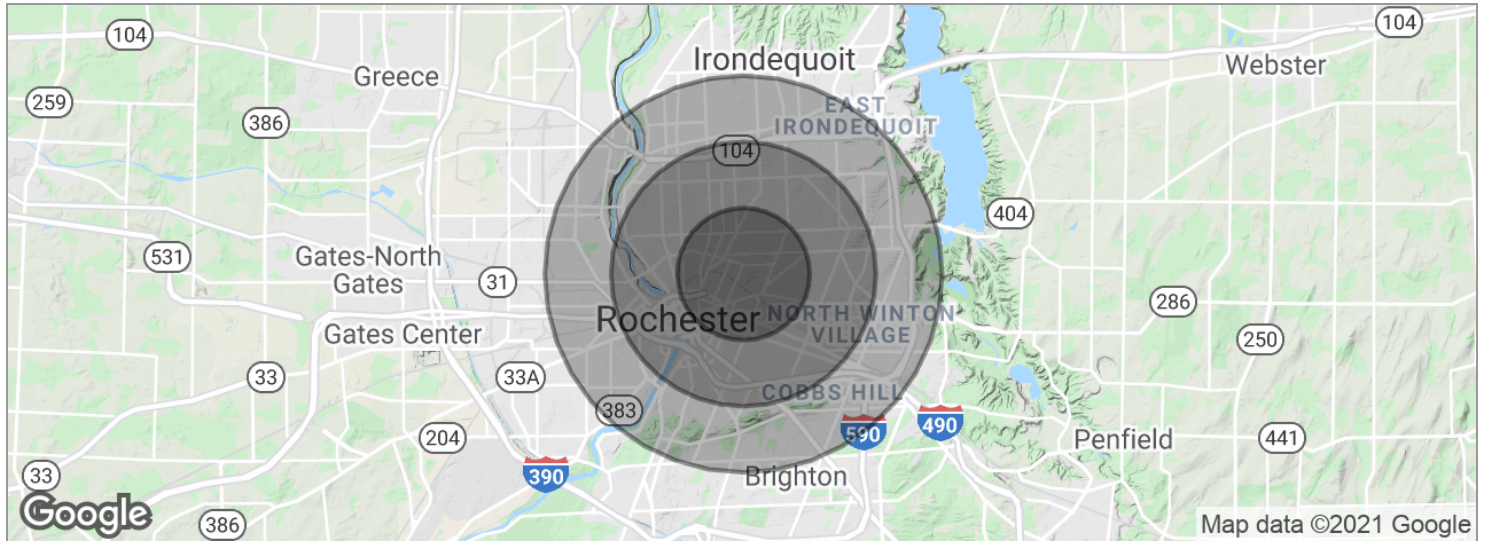 104
104
Irondequoit
Webster
Greece
259
EAST
IRONDEQUOIT
386
104
404
Gates-North
Gates
531
31
286
NORTH WINTON
VILLAGE
Rochester
Gates Center
250
33
33A
COBBS HILL
383
590
490
204
Penfield
441
33
390
Brighton
Google
386
Map data ©2021 Google